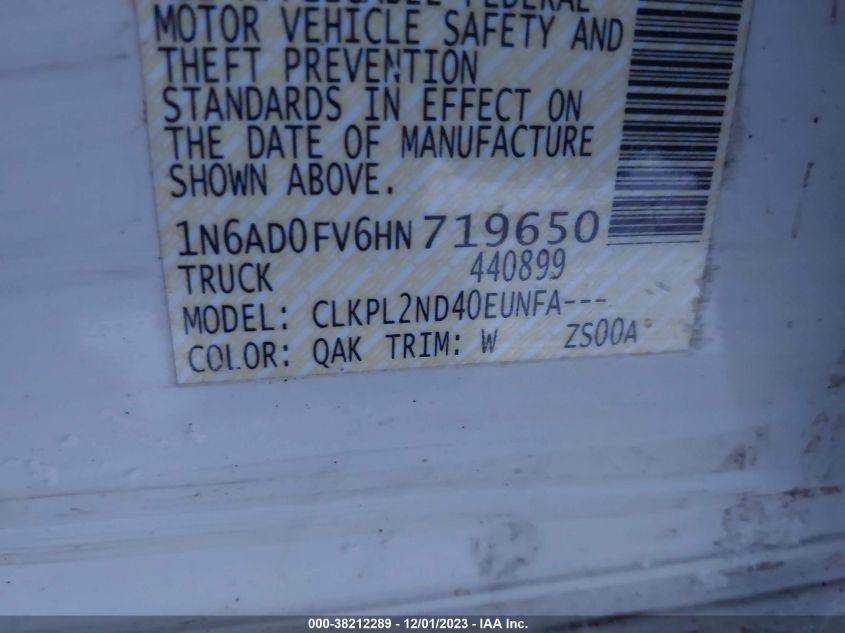 MOTOR VEHICLE SAFETY AND
THEFT PREVENTION
STANDARDS IN EFFECT ON
THE DATE OF MANUFACTURE
SHOWN ABOVE.
1N6AD0FV6HN719650
TRUCK 440899
MODEL: CLKPL2ND40EUNFA---
COLOR: QAK TRIM: W ZS00A
000-38212289 - 12/01/2023 - IAA Inc.